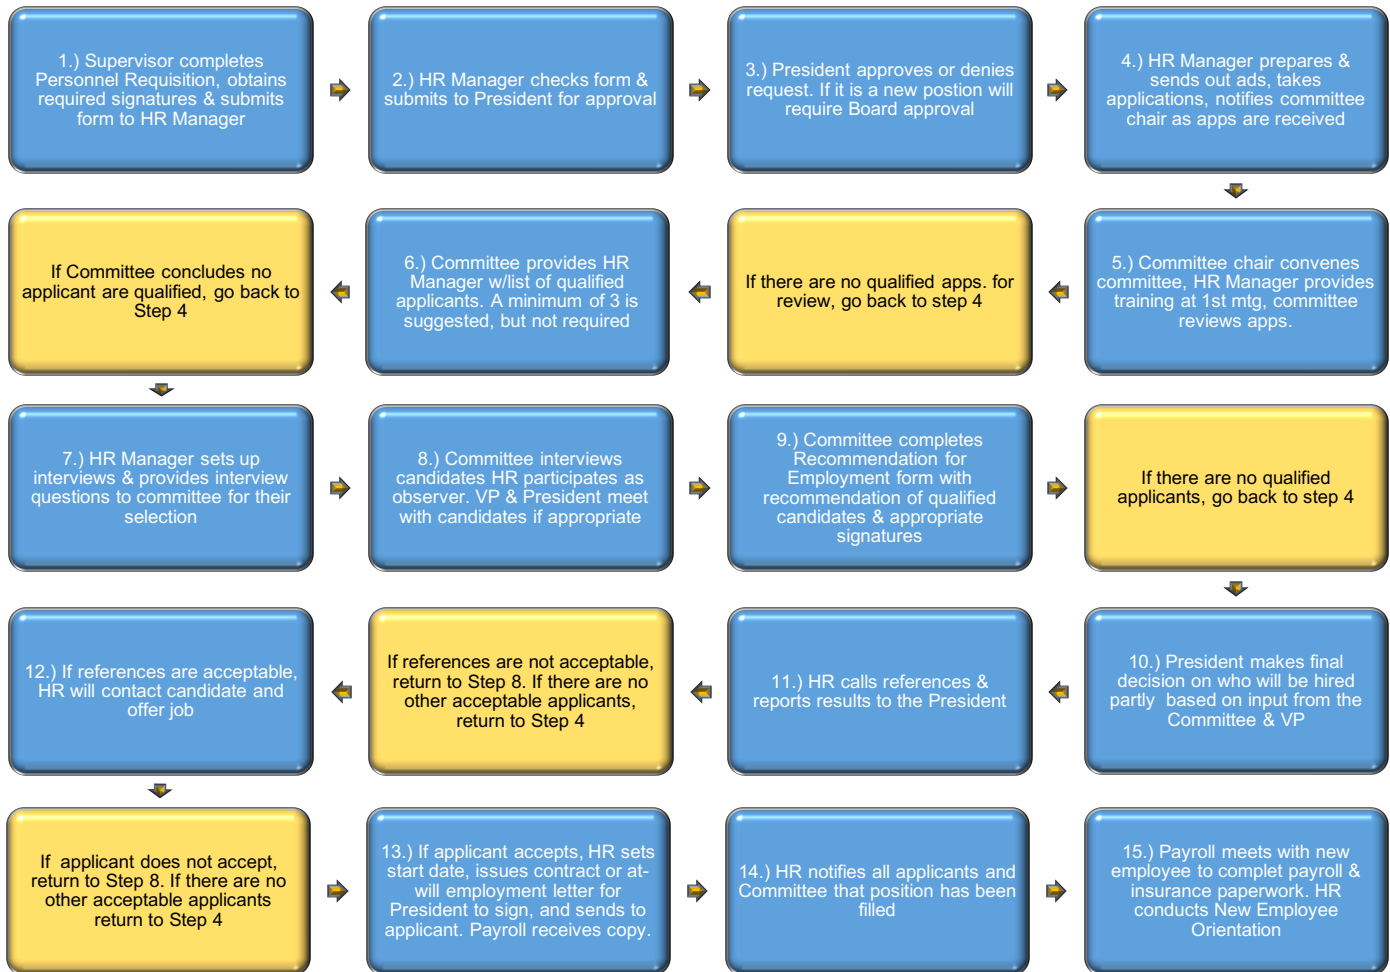 1.) Supervisor completes
Personnel Requisition, obtains
required signatures & submits
form to HR Manager
2.) HR Manager checks form &
submits to President for approval
3.) President approves or denies
request. If it is a new postion will
require Board approval
4.) HR Manager prepares &
sends out ads, takes
applications, notifies committee
chair as apps are received
5.) Committee chair convenes
committee, HR Manager provides
training at 1st mtg, committee
reviews apps.
If there are no qualified apps. for
review, go back to step 4
6.) Committee provides HR
Manager w/list of qualified
applicants. A minimum of 3 is
suggested, but not required
If Committee concludes no
applicant are qualified, go back to
Step 4
7.) HR Manager sets up
interviews & provides interview
questions to committee for their
selection
8.) Committee interviews
candidates HR participates as
observer. VP & President meet
with candidates if appropriate
9.) Committee completes
Recommendation for
Employment form with
recommendation of qualified
candidates & appropriate
signatures
If there are no qualified
applicants, go back to step 4
10.) President makes final
decision on who will be hired
partly based on input from the
Committee & VP
11.) HR calls references &
reports results to the President
If references are not acceptable,
return to Step 8. If there are no
other acceptable applicants,
return to Step 4
12.) If references are acceptable,
HR will contact candidate and
offer job
If applicant does not accept,
return to Step 8. If there are no
other acceptable applicants
return to Step 4
13.) If applicant accepts, HR sets
start date, issues contract or at-
will employment letter for
President to sign, and sends to
applicant. Payroll receives copy.
14.) HR notifies all applicants and
Committee that position has been
filled
15.) Payroll meets with new
employee to complet payroll &
insurance paperwork. HR
conducts New Employee
Orientation